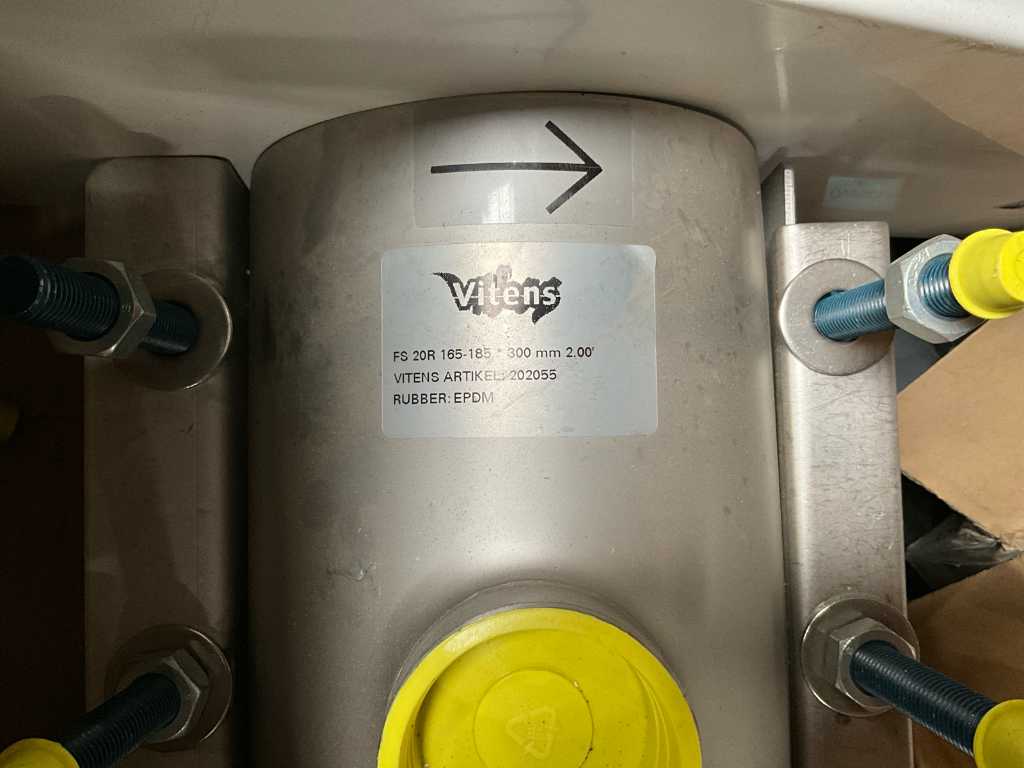 Vitens
FS 20R 165-185 * 300 mm 2.00'
VITENS ARTIKEL: 202055
RUBBER: EPDM